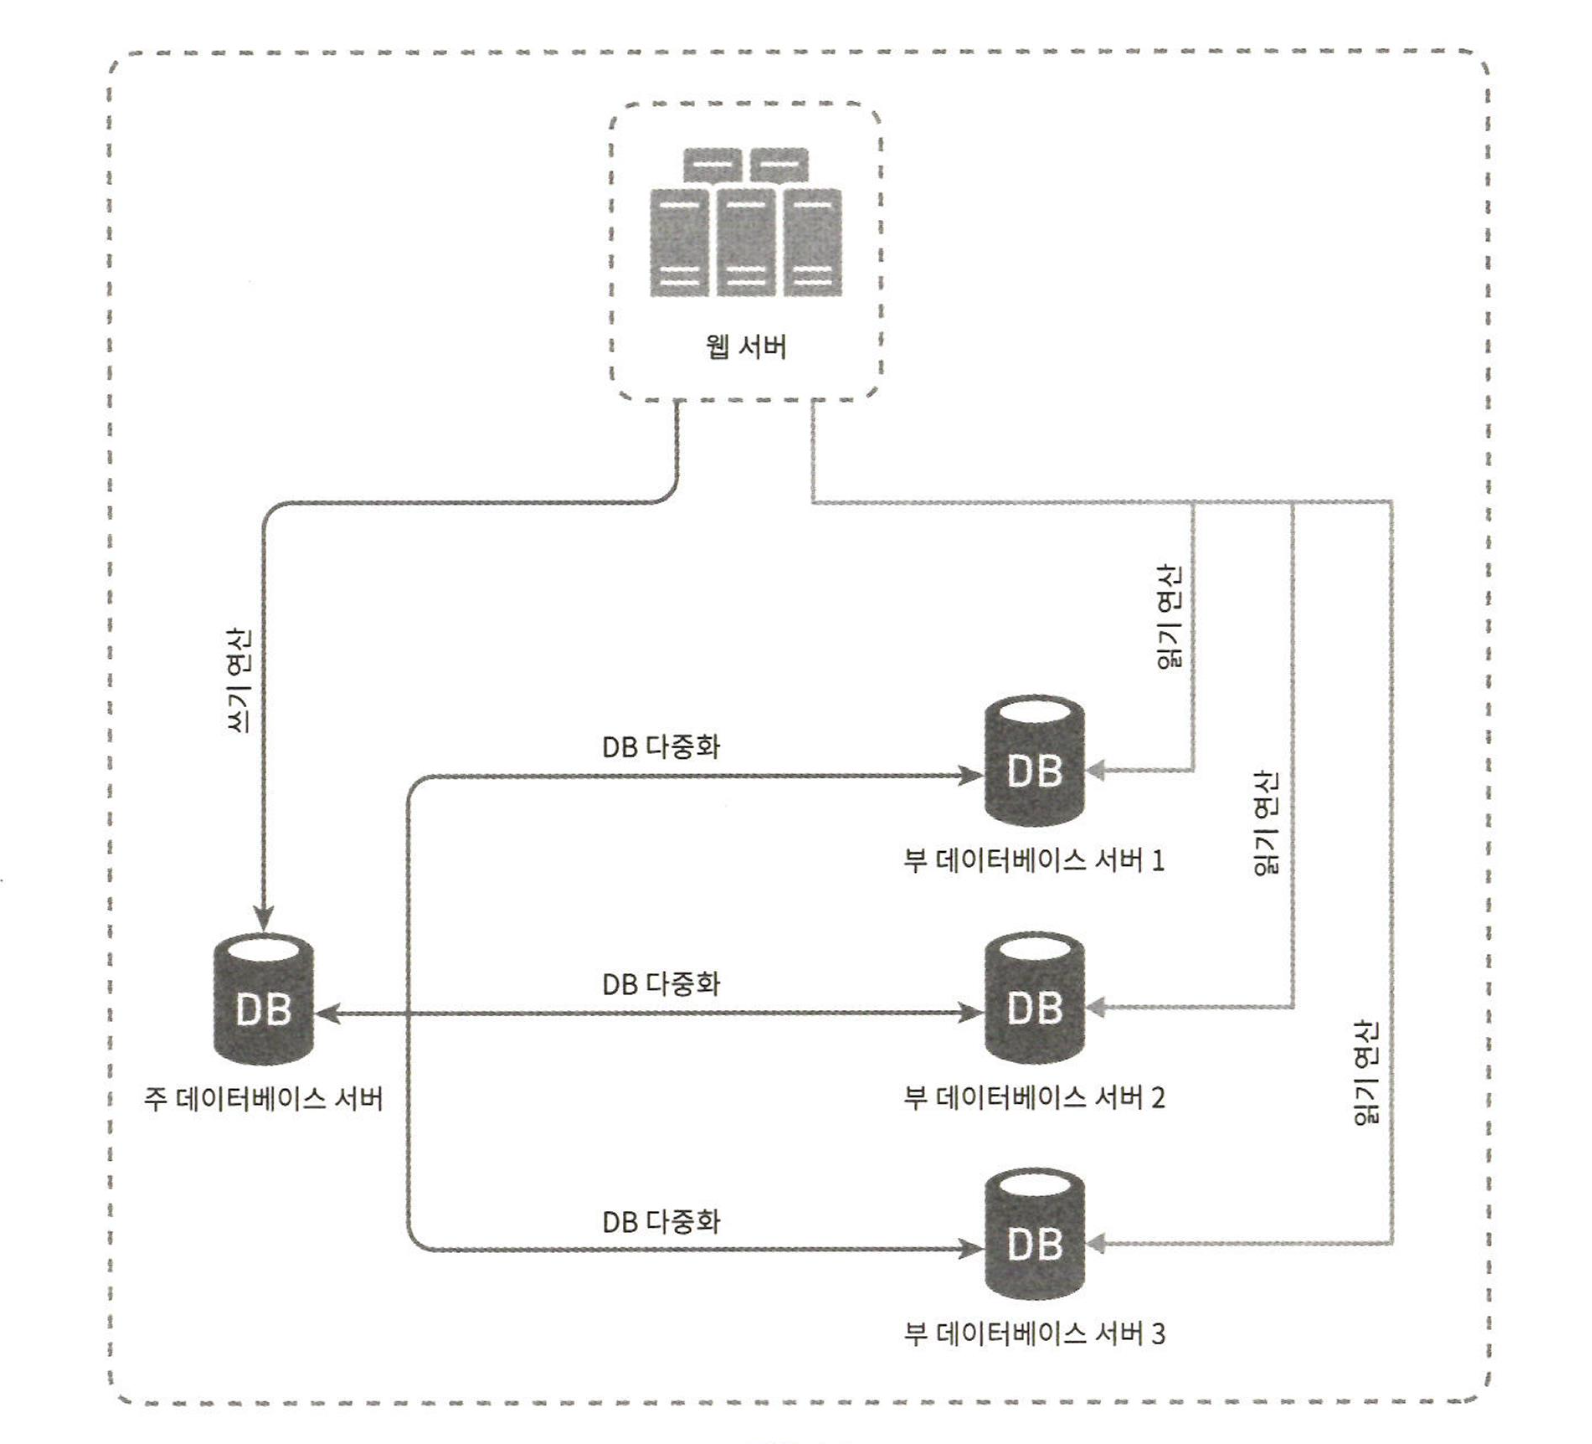 웹 서버
쓰기 연산
읽기 연산
DB 다중화
DB
부 데이터베이스 서버 1
읽기 연산
DB
주 데이터베이스 서버
DB 다중화
DB
부 데이터베이스 서버 2
읽기 연산
DB 다중화
DB
부 데이터베이스 서버 3